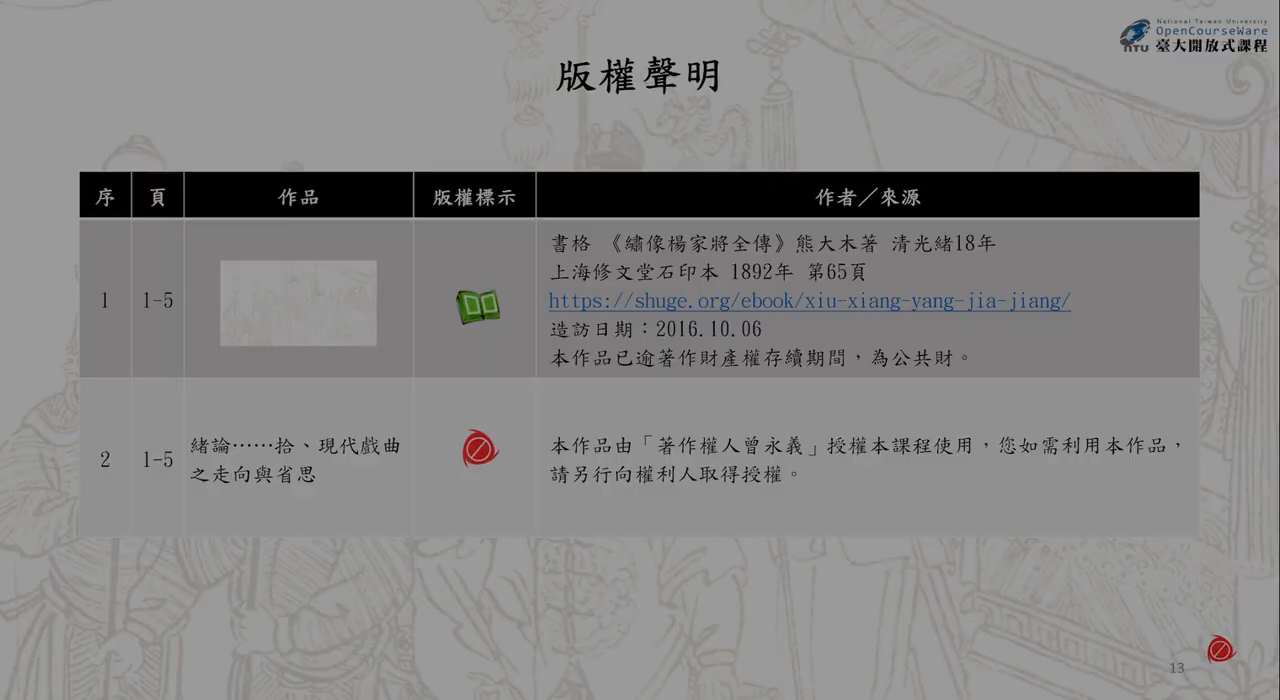 National Taiwan University
OpenCourseWare
NTU 臺大開放式課程
版權聲明
序 頁 作品 版權標示 作者／來源
1 1-5 書格 《繡像楊家將全傳》熊大木著 清光緒18年
上海修文堂石印本 1892年 第65頁
https://shuge.org/ebook/xiu-xiang-yang-jia-jiang/
造訪日期：2016.10.06
本作品已逾著作財產權存續期間，為公共財。
2 1-5 緒論……拾、現代戲曲
之走向與省思
本作品由「著作權人曾永義」授權本課程使用，您如需利用本作品，
請另行向權利人取得授權。
13